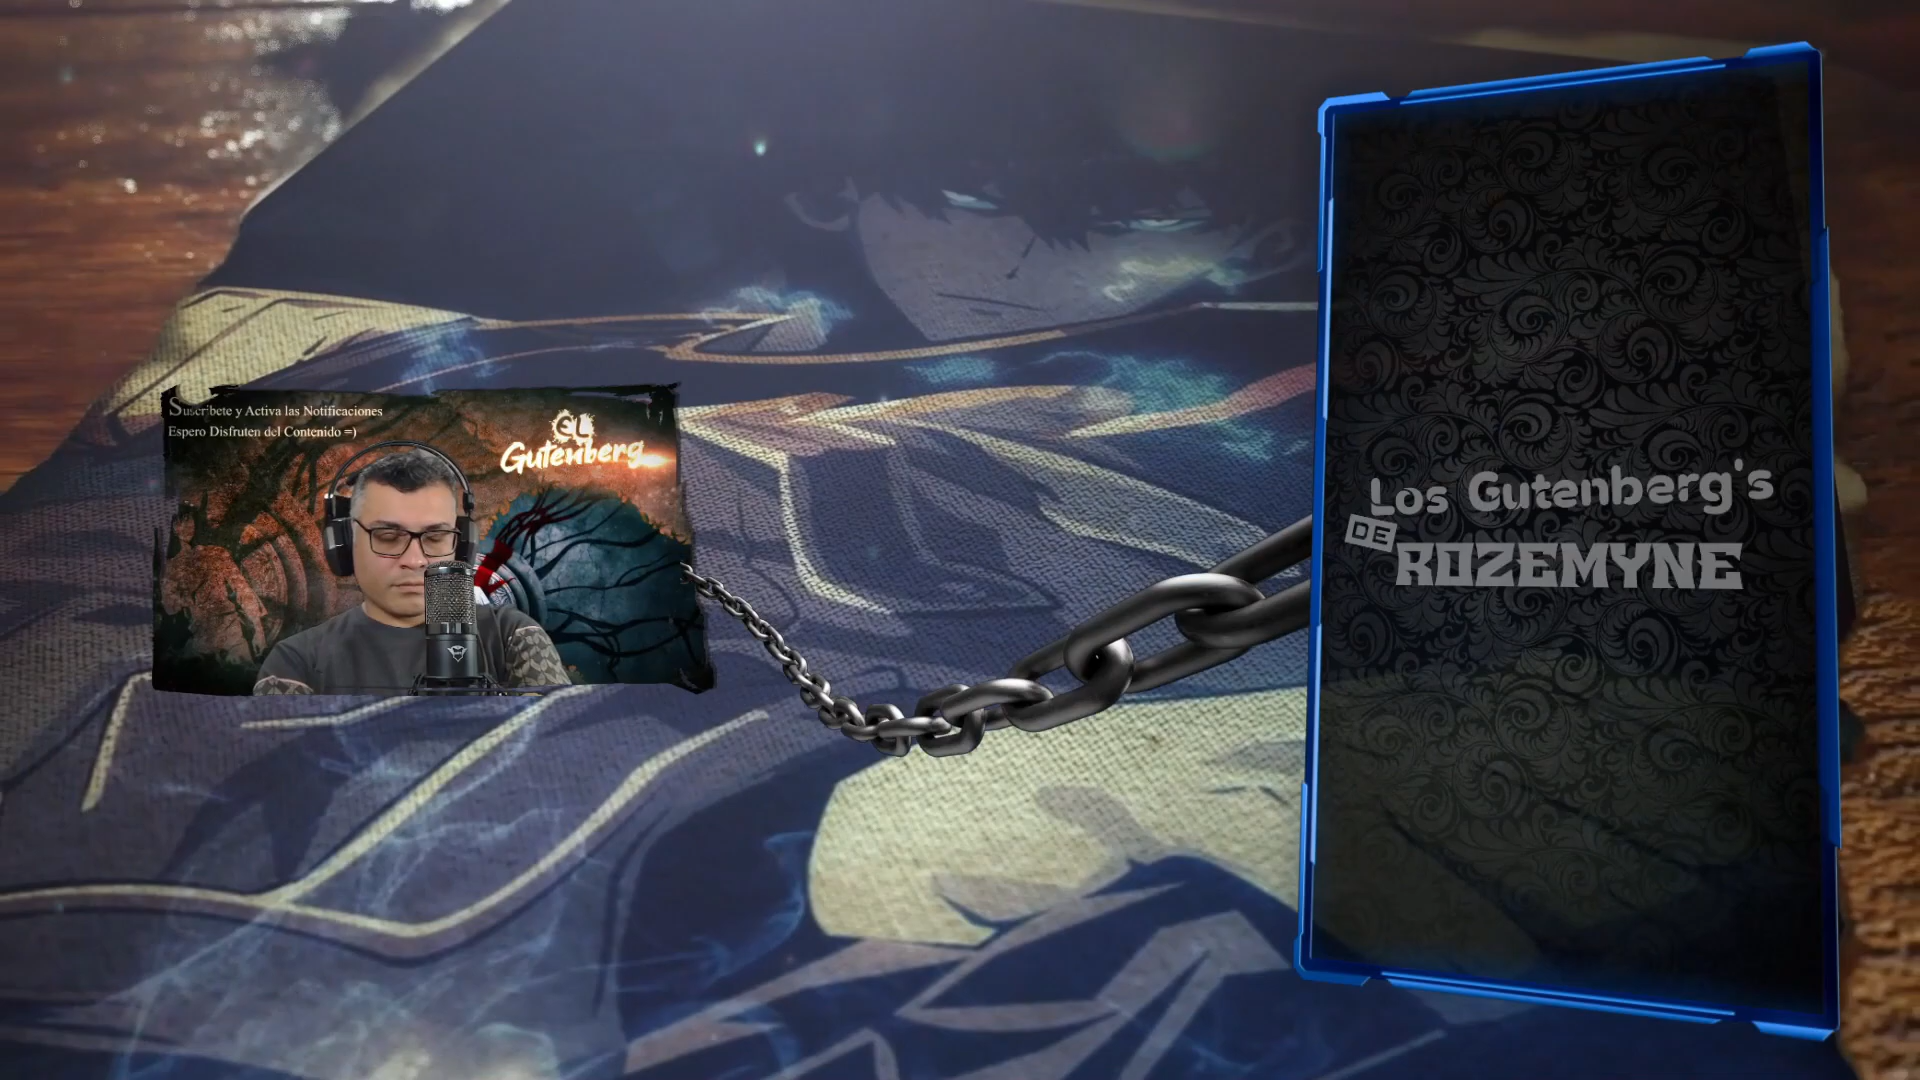 Suscribete y Activa las Notificaciones
Espero Disfruten del Contenido =)
EL
Gutenberg
Los Gutenberg's
DE
ROZEMYNE